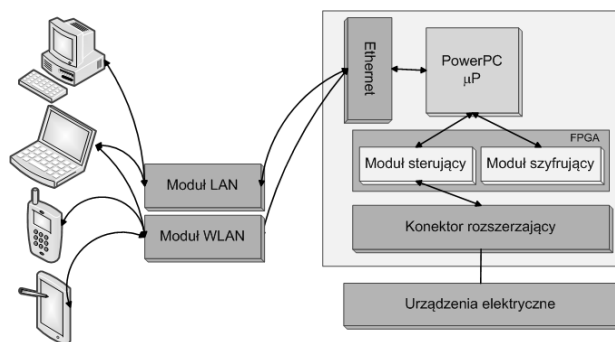 Ethernet
PowerPC
μP
FPGA
Moduł sterujący
Moduł szyfrujący
Moduł LAN
Moduł WLAN
Konektor rozszerzający
Urządzenia elektryczne